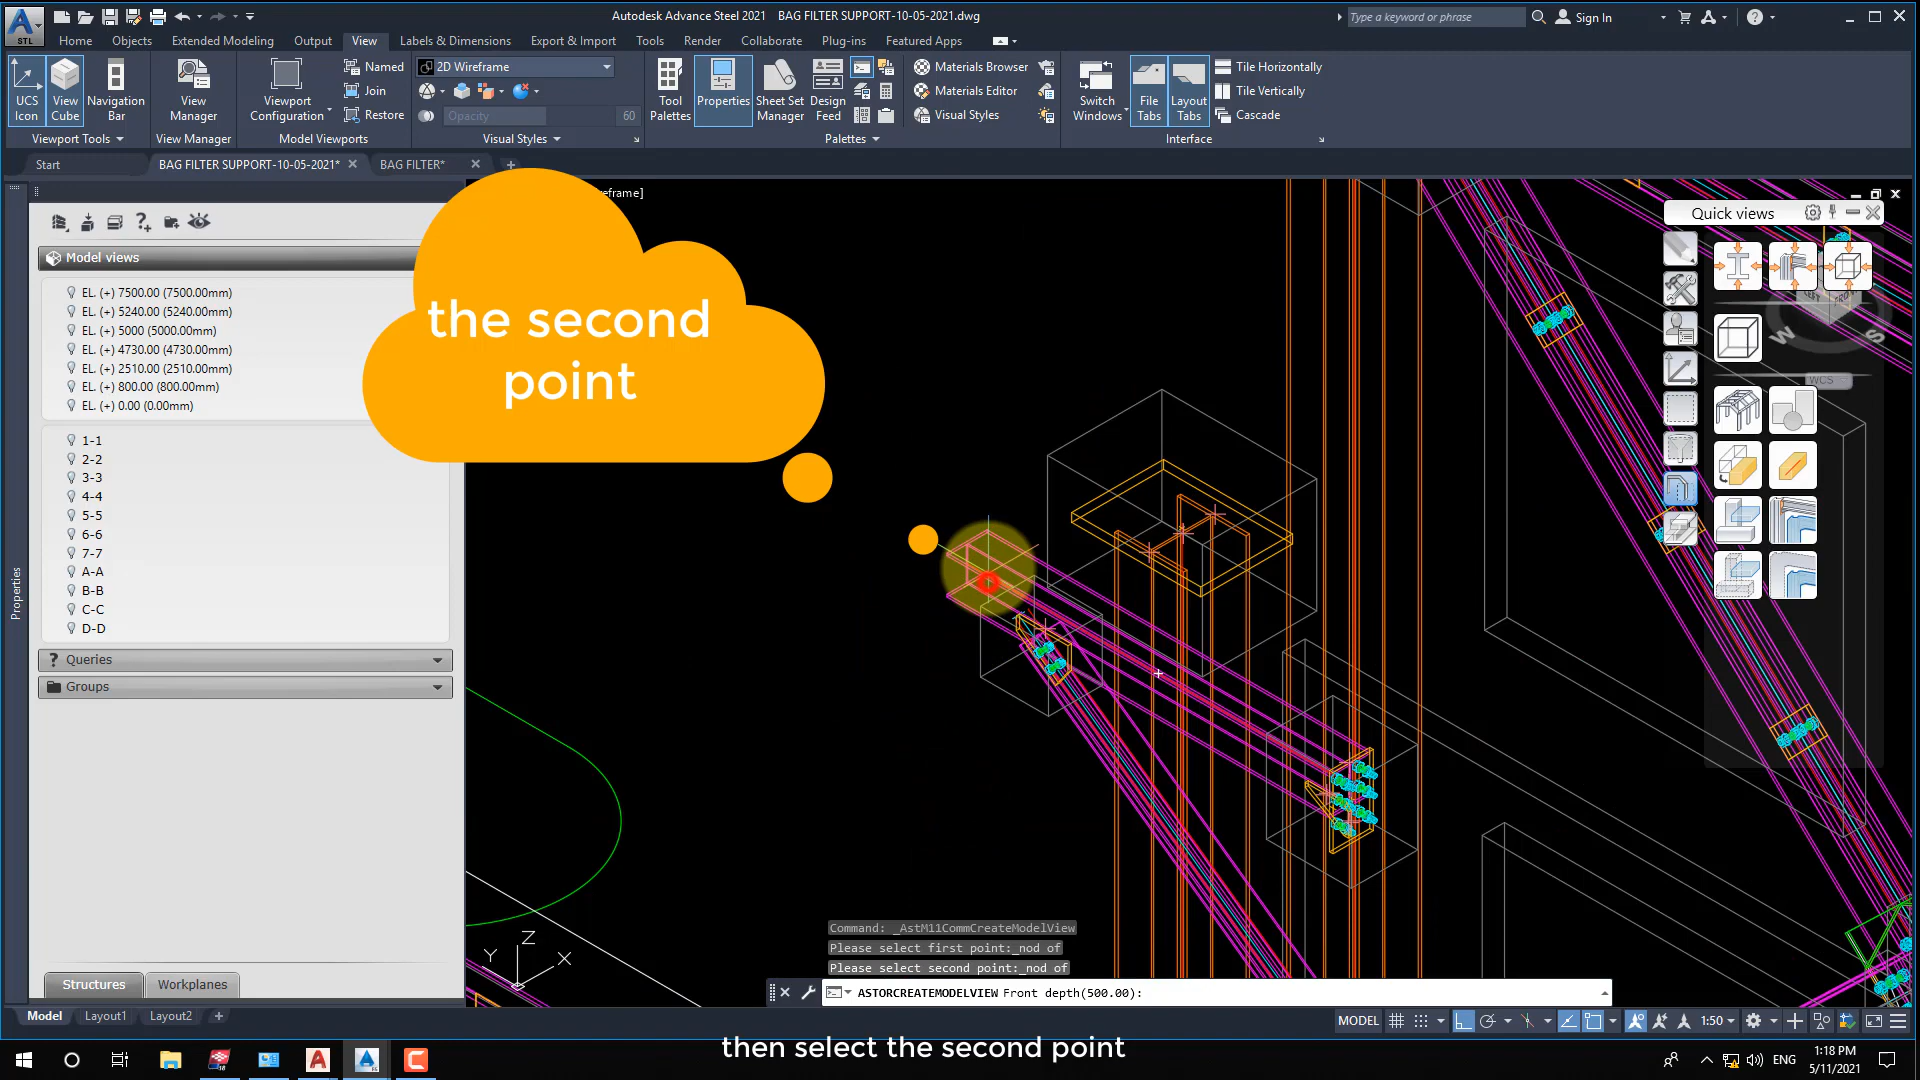 Autodesk Advance Steel 2021 BAG FILTER SUPPORT-10-05-2021.dwg
Type a keyword or phrase
Sign In
STL
Home Objects Extended Modeling Output View Labels & Dimensions Export & Import Tools Render Collaborate Plug-ins Featured Apps
UCS Icon
View Cube
Navigation Bar
Viewport Tools
View Manager
View Manager
Viewport Configuration
Named
Join
Restore
Model Viewports
2D Wireframe
Opacity 60
Visual Styles
Tool Palettes
Properties
Sheet Set Manager
Design Feed
Materials Browser
Materials Editor
Visual Styles
Palettes
Switch Windows
File Tabs
Layout Tabs
Tile Horizontally
Tile Vertically
Cascade
Interface
Start
BAG FILTER SUPPORT-10-05-2021*
BAG FILTER*
reframe]
Model views
EL. (+) 7500.00 (7500.00mm)
EL. (+) 5240.00 (5240.00mm)
EL. (+) 5000 (5000.00mm)
EL. (+) 4730.00 (4730.00mm)
EL. (+) 2510.00 (2510.00mm)
EL. (+) 800.00 (800.00mm)
EL. (+) 0.00 (0.00mm)
1-1
2-2
3-3
4-4
5-5
6-6
7-7
A-A
B-B
C-C
D-D
Queries
Groups
Properties
Structures
Workplanes
the second
point
Quick views
W
S
WCS
Z
Y
X
Command: _AstM11CommCreateModelView
Please select first point:_nod of
Please select second point:_nod of
ASTORCREATEMODELVIEW Front depth(500.00):
Model Layout1 Layout2
MODEL
1:50
then select the second point
ENG
1:18 PM
5/11/2021